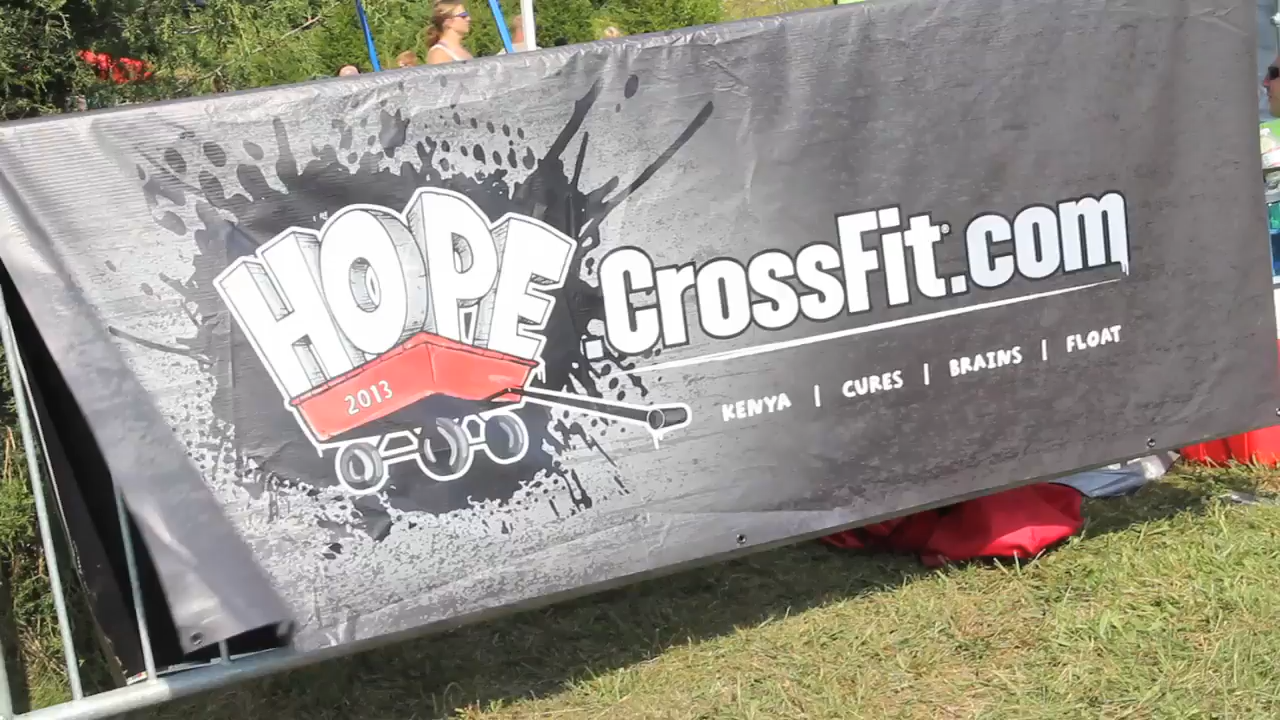 HOPE
.CrossFit®.com
2013
KENYA | CURES | BRAINS | FLOAT